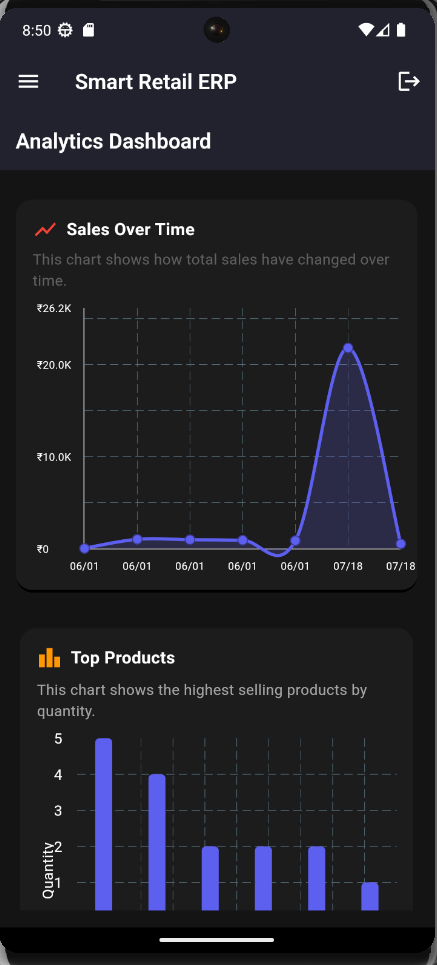 8:50
Smart Retail ERP
Analytics Dashboard
Sales Over Time
This chart shows how total sales have changed over
time.
₹26.2K
₹20.0K
₹10.0K
₹0
06/01 06/01 06/01 06/01 06/01 07/18 07/18
Top Products
This chart shows the highest selling products by
quantity.
5
4
3
2
1
Quantity